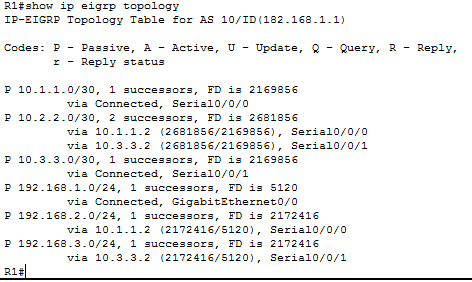 R1#show ip eigrp topology
IP-EIGRP Topology Table for AS 10/ID(182.168.1.1)
Codes: P - Passive, A - Active, U - Update, Q - Query, R - Reply,
r - Reply status
P 10.1.1.0/30, 1 successors, FD is 2169856
via Connected, Serial0/0/0
P 10.2.2.0/30, 2 successors, FD is 2681856
via 10.1.1.2 (2681856/2169856), Serial0/0/0
via 10.3.3.2 (2681856/2169856), Serial0/0/1
P 10.3.3.0/30, 1 successors, FD is 2169856
via Connected, Serial0/0/1
P 192.168.1.0/24, 1 successors, FD is 5120
via Connected, GigabitEthernet0/0
P 192.168.2.0/24, 1 successors, FD is 2172416
via 10.1.1.2 (2172416/5120), Serial0/0/0
P 192.168.3.0/24, 1 successors, FD is 2172416
via 10.3.3.2 (2172416/5120), Serial0/0/1
R1#